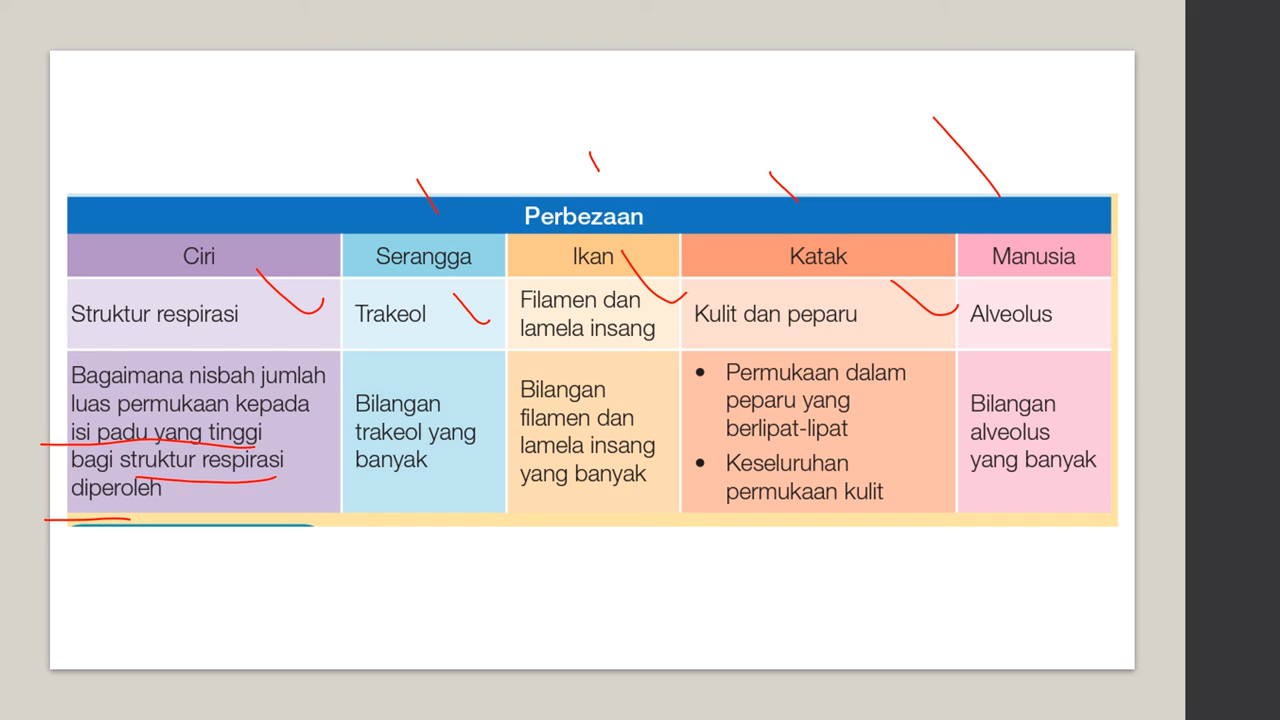 Perbezaan
Ciri
Serangga
Ikan
Katak
Manusia
Struktur respirasi
Trakeol
Filamen dan
lamela insang
Kulit dan peparu
Alveolus
Bagaimana nisbah jumlah
luas permukaan kepada
isi padu yang tinggi
bagi struktur respirasi
diperoleh
Bilangan
trakeol yang
banyak
Bilangan
filamen dan
lamela insang
yang banyak
• Permukaan dalam
peparu yang
berlipat-lipat
• Keseluruhan
permukaan kulit
Bilangan
alveolus
yang banyak